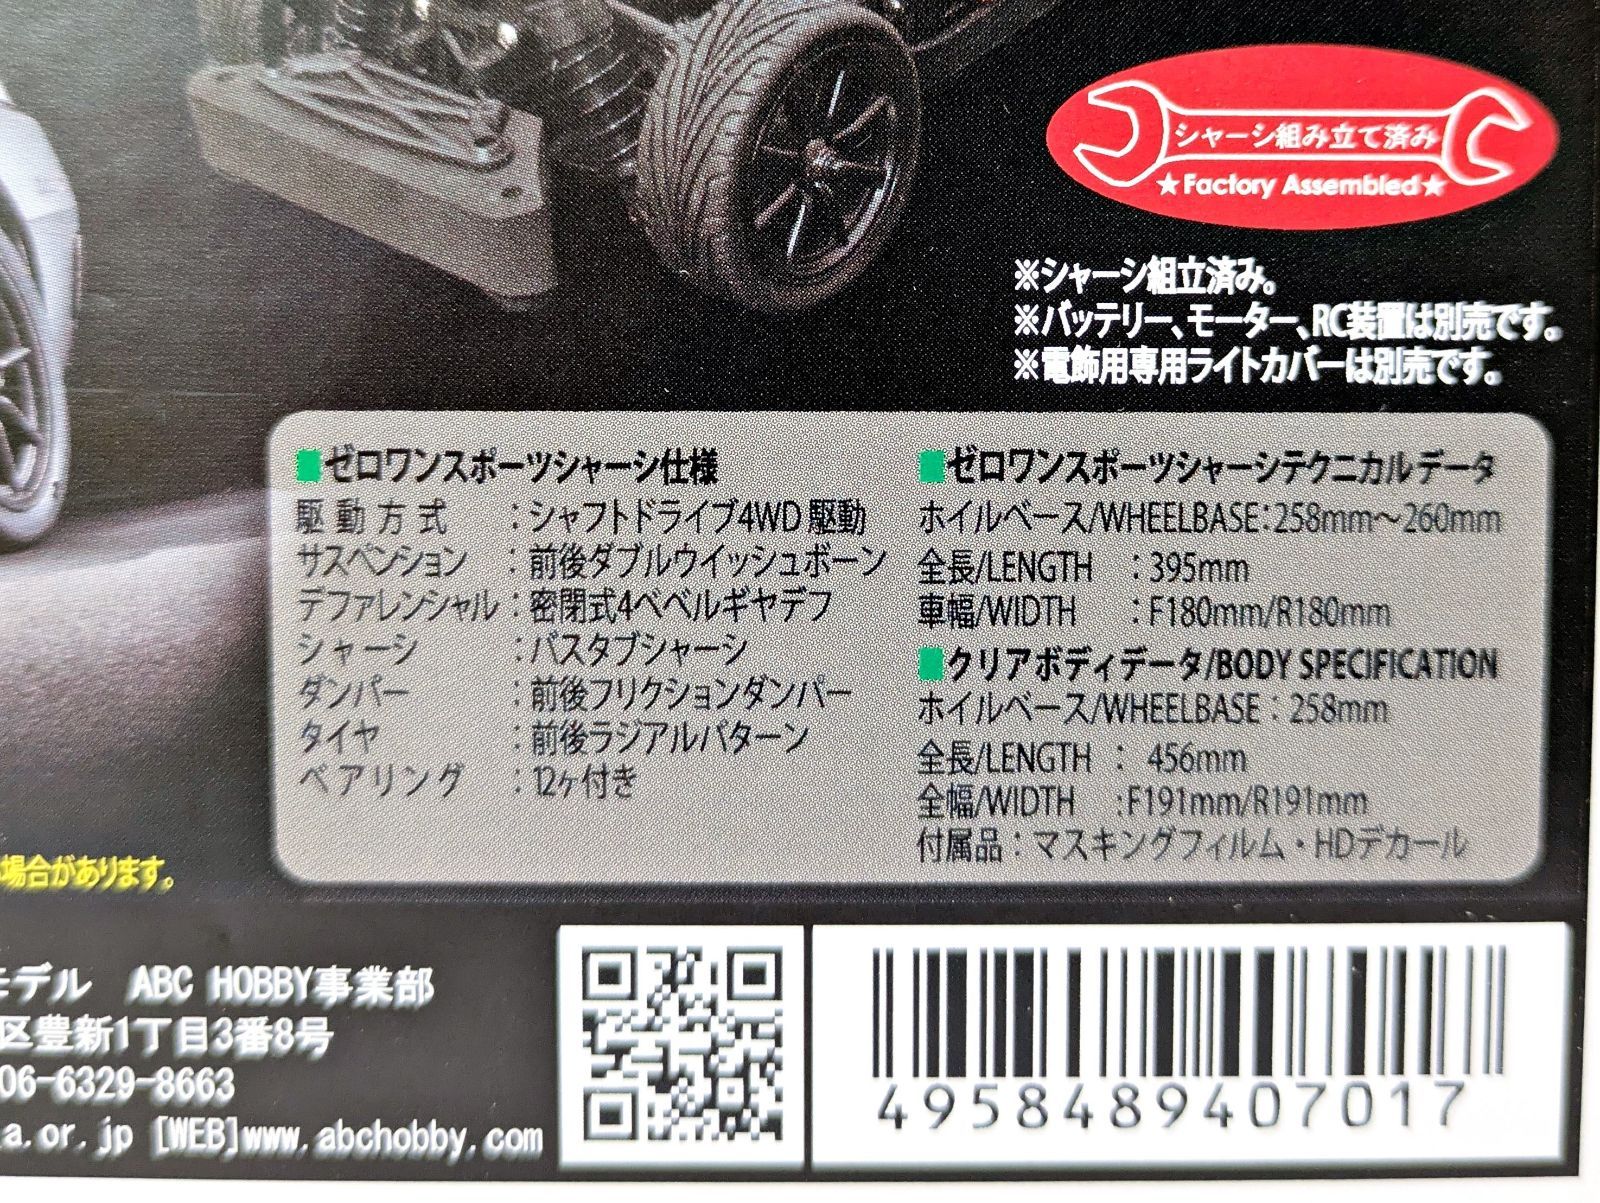 シャーシ組み立て済み
★Factory Assembled★
※シャーシ組立済み。
※バッテリー、モーター、RC装置は別売です。
※電飾用専用ライトカバーは別売です。
■ゼロワンスポーツシャーシ仕様
駆動方式 :シャフトドライブ4WD駆動
サスペンション :前後ダブルウイッシュボーン
デファレンシャル:密閉式4ベベルギヤデフ
シャーシ :バスタブシャーシ
ダンパー :前後フリクションダンパー
タイヤ :前後ラジアルパターン
ベアリング :12ヶ付き
■ゼロワンスポーツシャーシテクニカルデータ
ホイルベース/WHEELBASE:258mm～260mm
全長/LENGTH :395mm
車幅/WIDTH :F180mm/R180mm
■クリアボディデータ/BODY SPECIFICATION
ホイルベース/WHEELBASE:258mm
全長/LENGTH : 456mm
全幅/WIDTH :F191mm/R191mm
付属品:マスキングフィルム・HDデカール
場合があります。
モデル ABC HOBBY事業部
区豊新1丁目3番8号
06-6329-8663
a.or.jp [WEB]www.abchobby.com
4958489407017